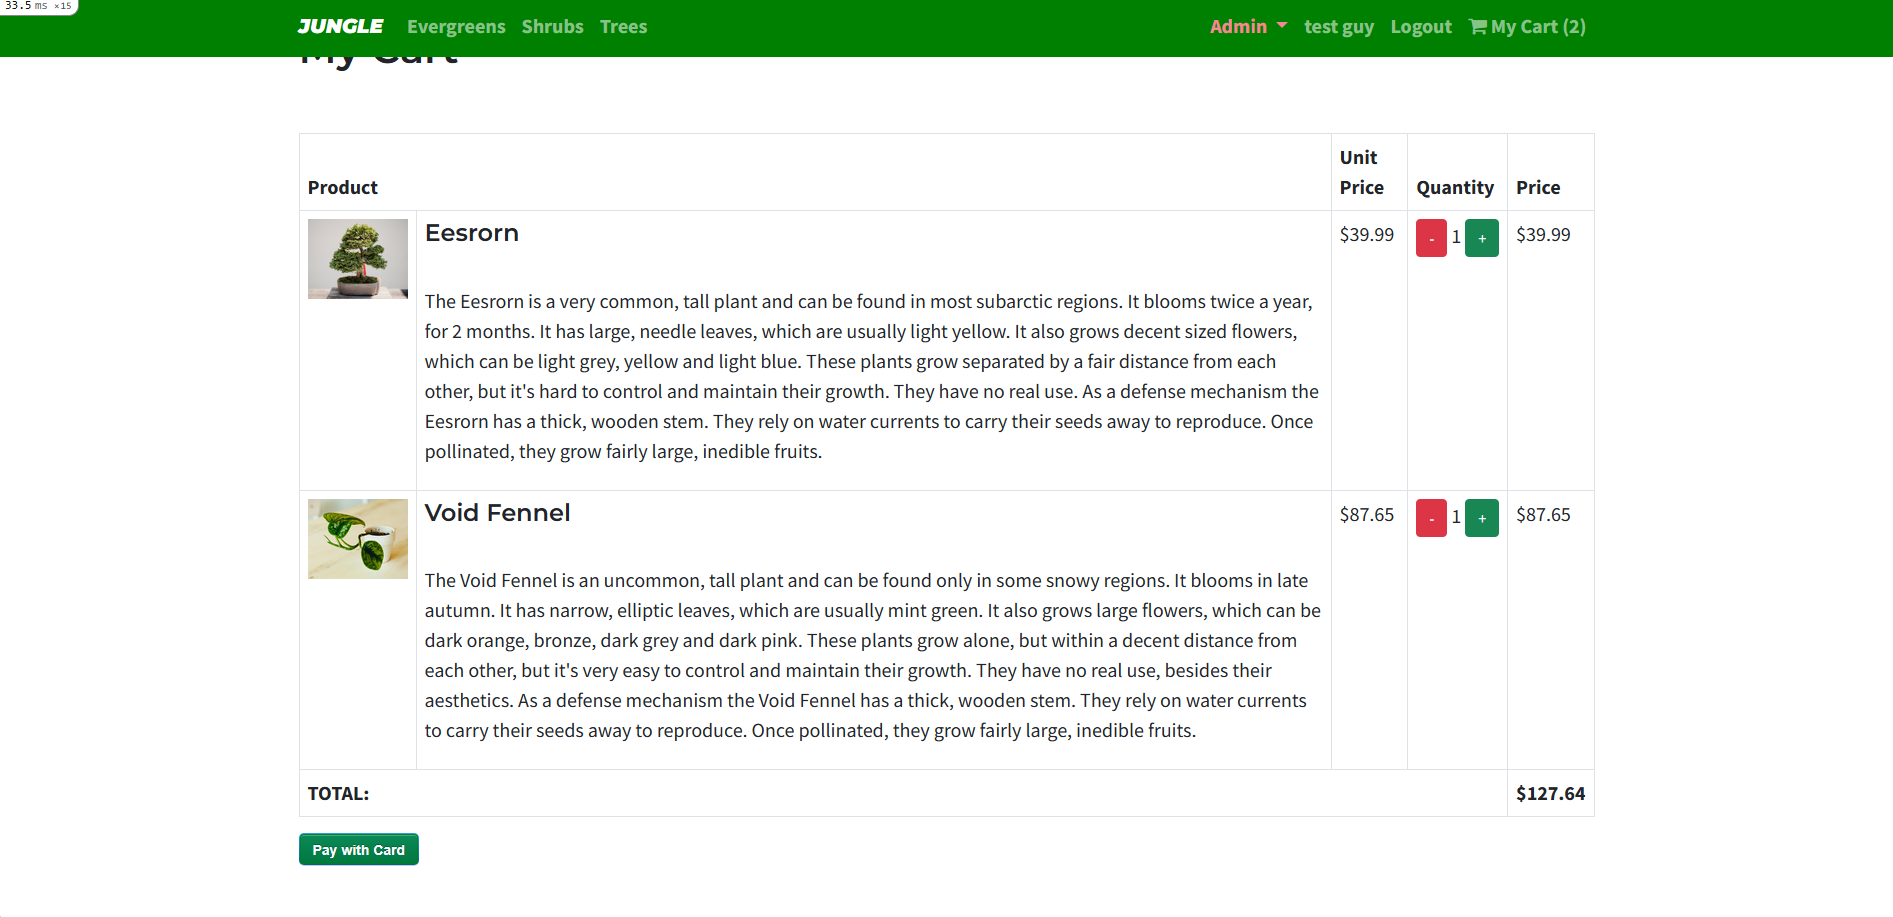 33.5 ms ×15
JUNGLE Evergreens Shrubs Trees Admin test guy Logout My Cart (2)
My Cart
Product Unit Price Quantity Price
Eesrorn $39.99 - 1 + $39.99
The Eesrorn is a very common, tall plant and can be found in most subarctic regions. It blooms twice a year,
for 2 months. It has large, needle leaves, which are usually light yellow. It also grows decent sized flowers,
which can be light grey, yellow and light blue. These plants grow separated by a fair distance from each
other, but it's hard to control and maintain their growth. They have no real use. As a defense mechanism the
Eesrorn has a thick, wooden stem. They rely on water currents to carry their seeds away to reproduce. Once
pollinated, they grow fairly large, inedible fruits.
Void Fennel $87.65 - 1 + $87.65
The Void Fennel is an uncommon, tall plant and can be found only in some snowy regions. It blooms in late
autumn. It has narrow, elliptic leaves, which are usually mint green. It also grows large flowers, which can be
dark orange, bronze, dark grey and dark pink. These plants grow alone, but within a decent distance from
each other, but it's very easy to control and maintain their growth. They have no real use, besides their
aesthetics. As a defense mechanism the Void Fennel has a thick, wooden stem. They rely on water currents
to carry their seeds away to reproduce. Once pollinated, they grow fairly large, inedible fruits.
TOTAL: $127.64
Pay with Card